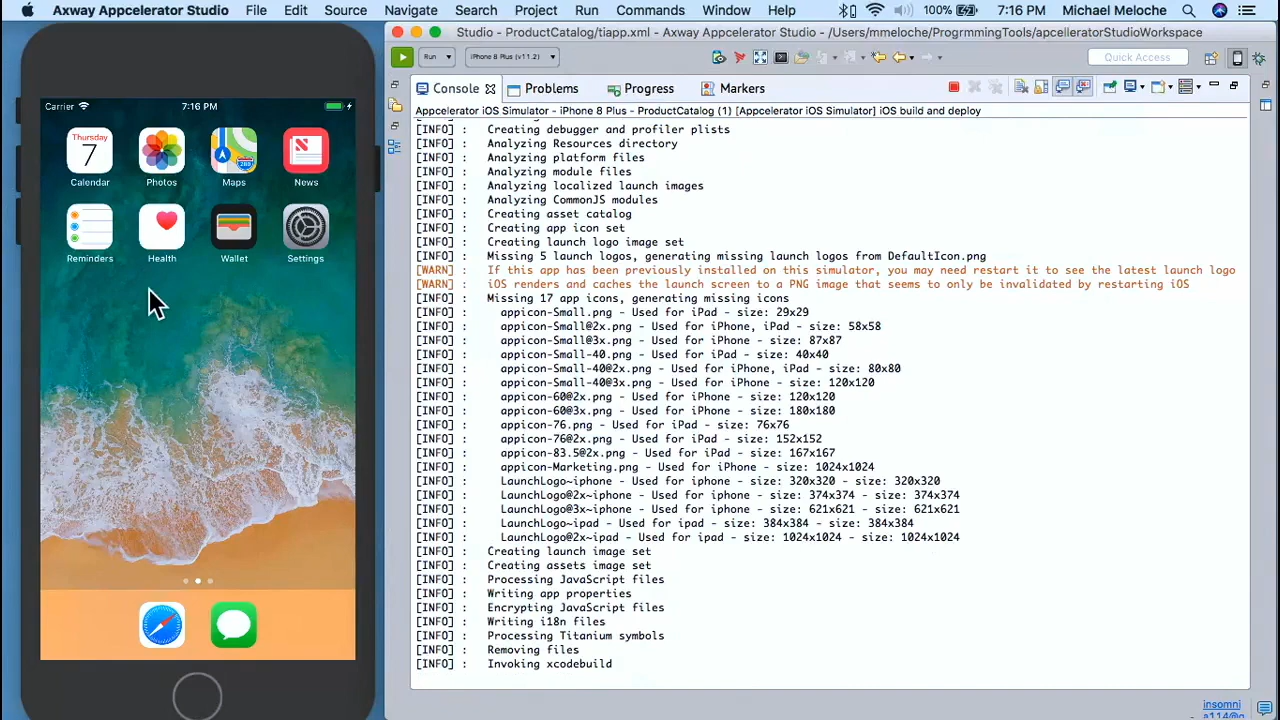 Axway Appcelerator Studio File Edit Source Navigate Search Project Run Commands Window Help 100% 7:16 PM Michael Meloche
Studio - ProductCatalog/tiapp.xml - Axway Appcelerator Studio - /Users/mmeloche/ProgrmmingTools/apcelleratorStudioWorkspace
Run iPhone 8 Plus (v11.2) Quick Access
Console Problems Progress Markers
Appcelerator iOS Simulator - iPhone 8 Plus - ProductCatalog (1) [Appcelerator iOS Simulator] iOS build and deploy
[INFO] : Creating debugger and profiler plists
[INFO] : Analyzing Resources directory
[INFO] : Analyzing platform files
[INFO] : Analyzing module files
[INFO] : Analyzing localized launch images
[INFO] : Analyzing CommonJS modules
[INFO] : Creating asset catalog
[INFO] : Creating app icon set
[INFO] : Creating launch logo image set
[INFO] : Missing 5 launch logos, generating missing launch logos from DefaultIcon.png
[WARN] : If this app has been previously installed on this simulator, you may need restart it to see the latest launch logo
[WARN] : iOS renders and caches the launch screen to a PNG image that seems to only be invalidated by restarting iOS
[INFO] : Missing 17 app icons, generating missing icons
[INFO] : appicon-Small.png - Used for iPad - size: 29x29
[INFO] : appicon-Small@2x.png - Used for iPhone, iPad - size: 58x58
[INFO] : appicon-Small@3x.png - Used for iPhone - size: 87x87
[INFO] : appicon-Small-40.png - Used for iPad - size: 40x40
[INFO] : appicon-Small-40@2x.png - Used for iPhone, iPad - size: 80x80
[INFO] : appicon-Small-40@3x.png - Used for iPhone - size: 120x120
[INFO] : appicon-60@2x.png - Used for iPhone - size: 120x120
[INFO] : appicon-60@3x.png - Used for iPhone - size: 180x180
[INFO] : appicon-76.png - Used for iPad - size: 76x76
[INFO] : appicon-76@2x.png - Used for iPad - size: 152x152
[INFO] : appicon-83.5@2x.png - Used for iPad - size: 167x167
[INFO] : appicon-Marketing.png - Used for iPhone - size: 1024x1024
[INFO] : LaunchLogo~iphone - Used for iphone - size: 320x320 - size: 320x320
[INFO] : LaunchLogo@2x~iphone - Used for iphone - size: 374x374 - size: 374x374
[INFO] : LaunchLogo@3x~iphone - Used for iphone - size: 621x621 - size: 621x621
[INFO] : LaunchLogo~ipad - Used for ipad - size: 384x384 - size: 384x384
[INFO] : LaunchLogo@2x~ipad - Used for ipad - size: 1024x1024 - size: 1024x1024
[INFO] : Creating launch image set
[INFO] : Creating assets image set
[INFO] : Processing JavaScript files
[INFO] : Writing app properties
[INFO] : Encrypting JavaScript files
[INFO] : Writing i18n files
[INFO] : Processing Titanium symbols
[INFO] : Removing files
[INFO] : Invoking xcodebuild
insomni
a114@g
Carrier 7:16 PM
Thursday
7
280
Calendar Photos Maps News
Reminders Health Wallet Settings